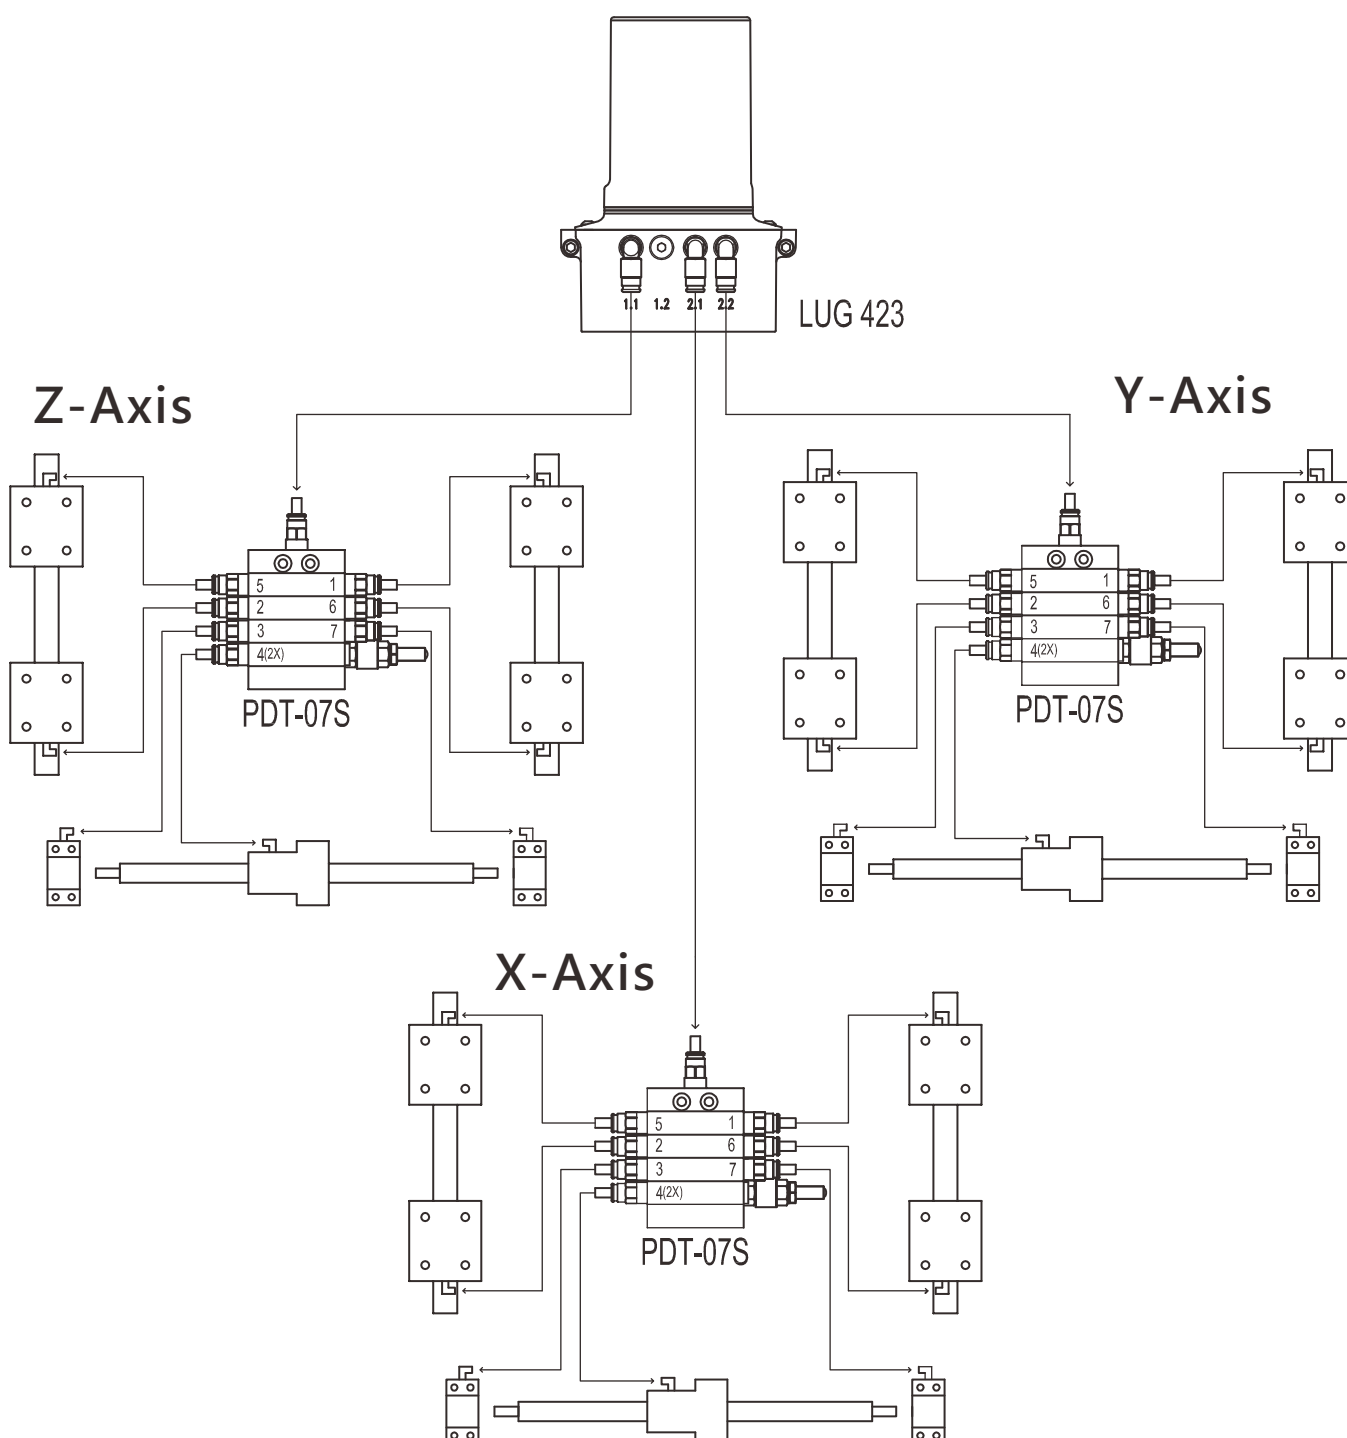 1.1 1.2 2.1 2.2
LUG 423
Z-Axis
Y-Axis
5 1
2 6
3 7
4(2X)
PDT-07S
5 1
2 6
3 7
4(2X)
PDT-07S
X-Axis
5 1
2 6
3 7
4(2X)
PDT-07S